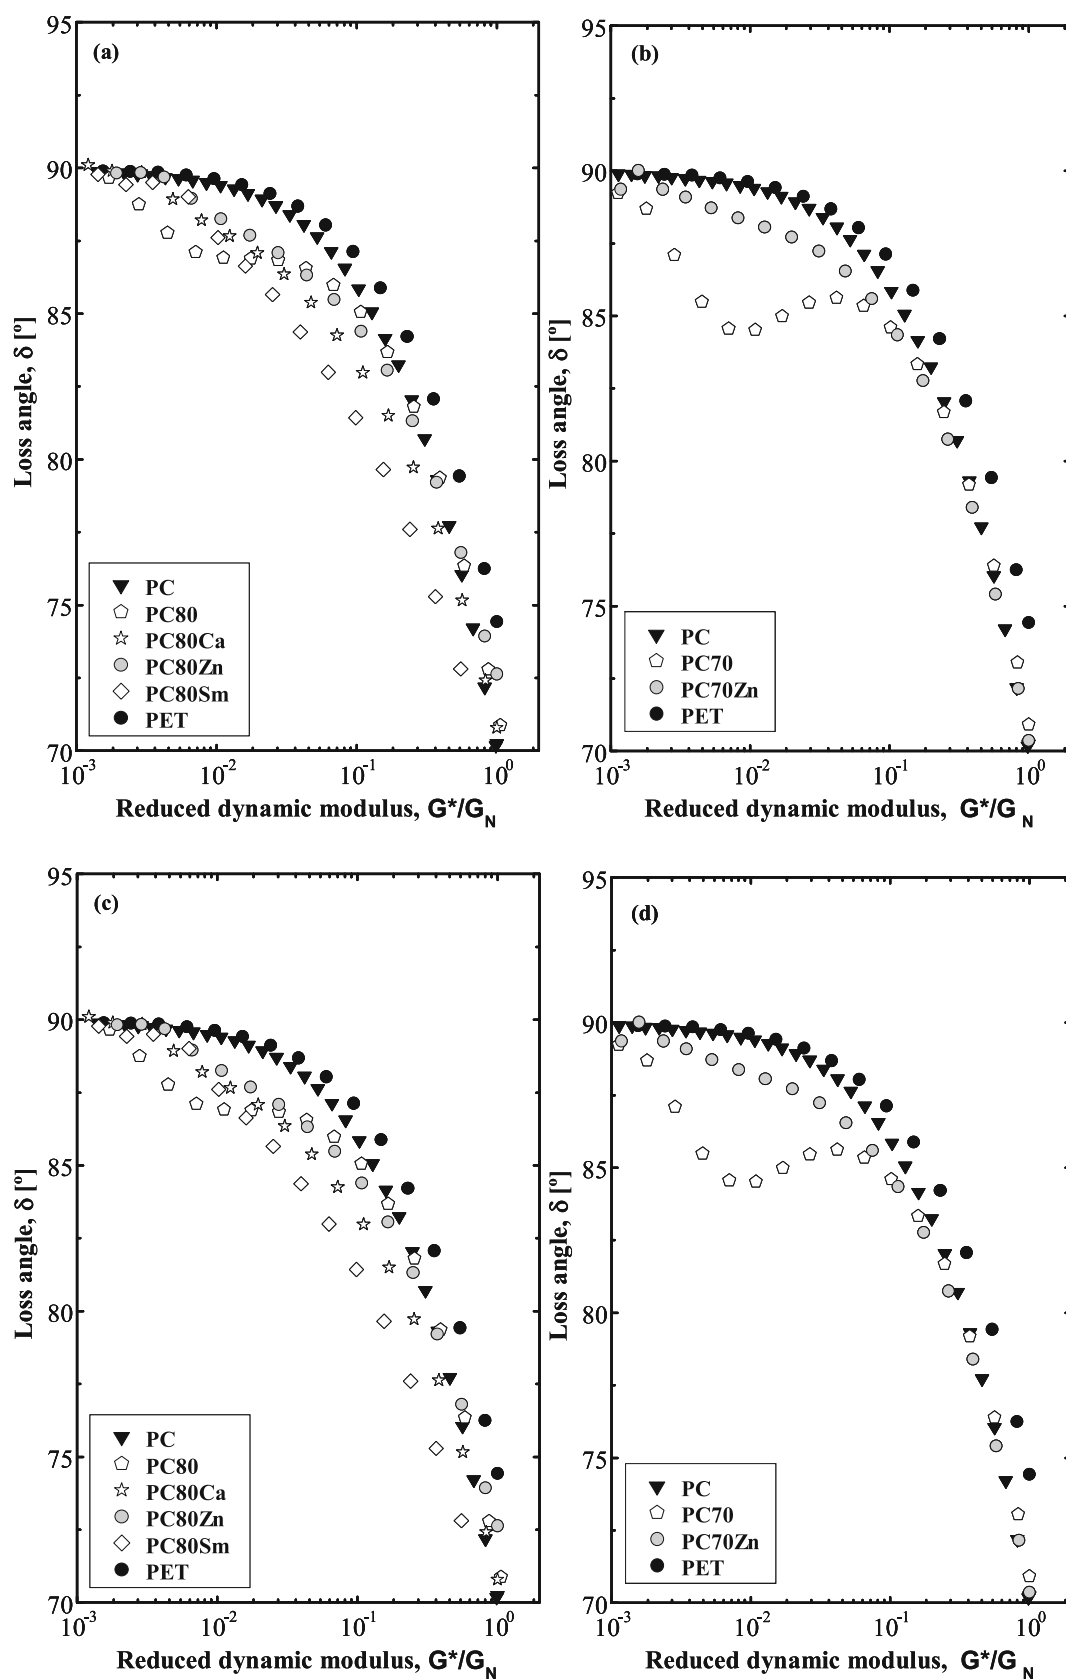 (a)
95
90
85
80
75
70
Loss angle, δ [º]
PC
PC80
PC80Ca
PC80Zn
PC80Sm
PET
10-3
10-2
10-1
100
Reduced dynamic modulus, G*/GN
(b)
95
90
85
80
75
70
Loss angle, δ [º]
PC
PC70
PC70Zn
PET
10-3
10-2
10-1
100
Reduced dynamic modulus, G*/GN
(c)
95
90
85
80
75
70
Loss angle, δ [º]
PC
PC80
PC80Ca
PC80Zn
PC80Sm
PET
10-3
10-2
10-1
100
Reduced dynamic modulus, G*/GN
(d)
95
90
85
80
75
70
Loss angle, δ [º]
PC
PC70
PC70Zn
PET
10-3
10-2
10-1
100
Reduced dynamic modulus, G*/GN